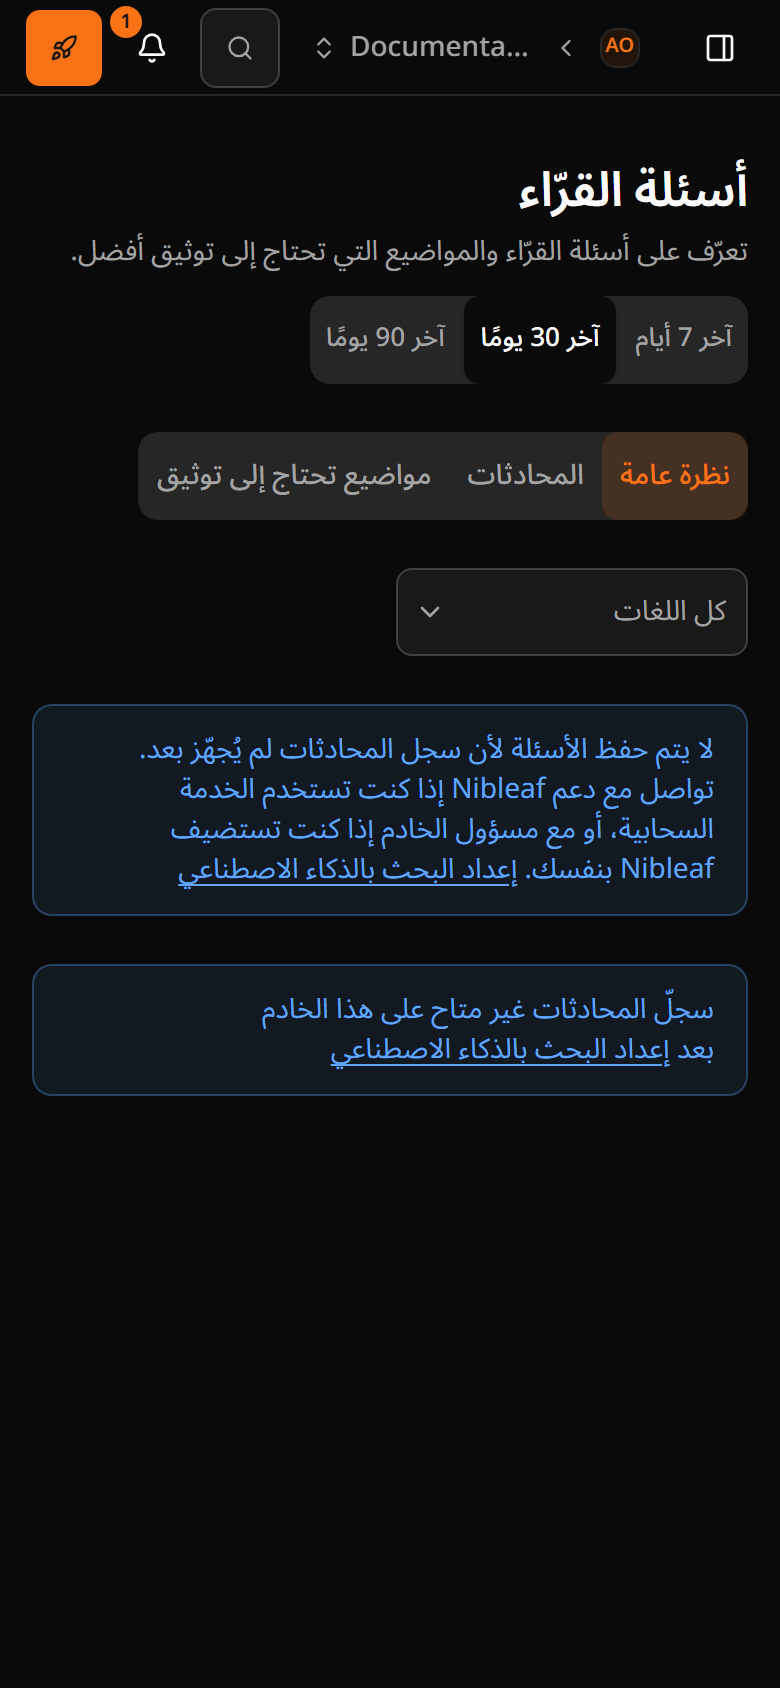 AO
Documenta...
1
أسئلة القرّاء
تعرّف على أسئلة القرّاء والمواضيع التي تحتاج إلى توثيق أفضل.
آخر 7 أيام
آخر 30 يومًا
آخر 90 يومًا
نظرة عامة
المحادثات
مواضيع تحتاج إلى توثيق
كل اللغات
لا يتم حفظ الأسئلة لأن سجل المحادثات لم يُجهّز بعد.
تواصل مع دعم Nibleaf إذا كنت تستخدم الخدمة
السحابية، أو مع مسؤول الخادم إذا كنت تستضيف
Nibleaf بنفسك. إعداد البحث بالذكاء الاصطناعي
سجلّ المحادثات غير متاح على هذا الخادم
بعد إعداد البحث بالذكاء الاصطناعي